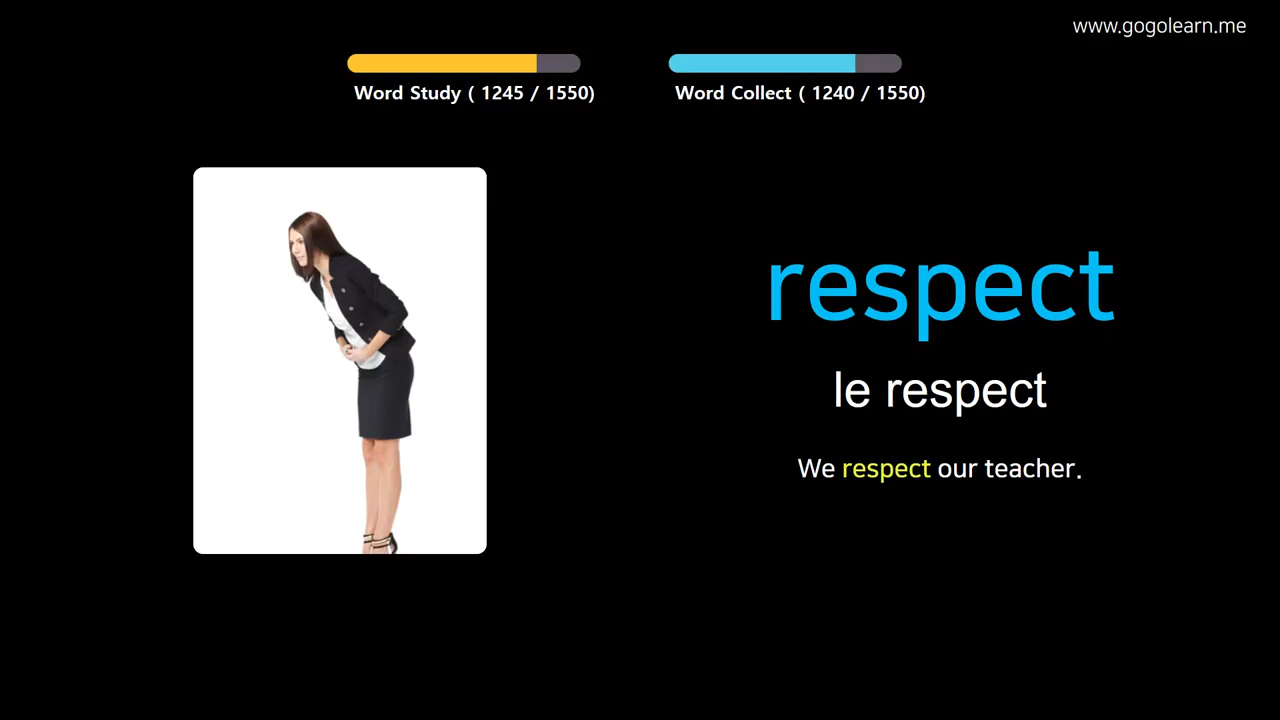 www.gogolearn.me
Word Study ( 1245 / 1550)
Word Collect ( 1240 / 1550)
respect
le respect
We respect our teacher.